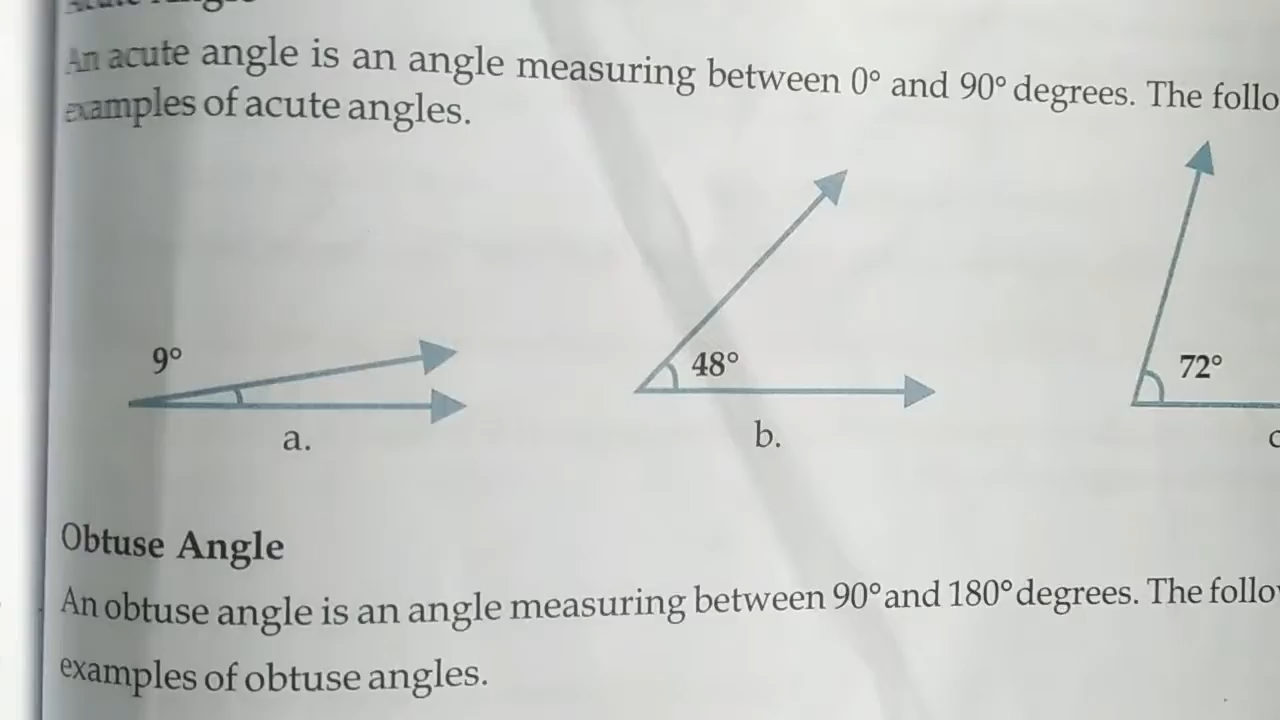 An acute angle is an angle measuring between 0° and 90° degrees. The follo
examples of acute angles.
9°
48°
72°
a.
b.
Obtuse Angle
An obtuse angle is an angle measuring between 90° and 180° degrees. The follo
examples of obtuse angles.